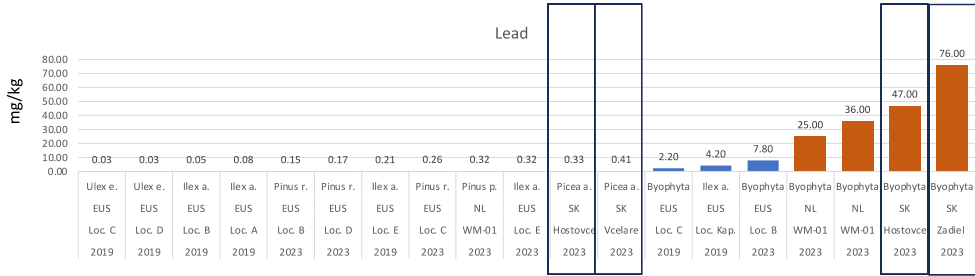 Lead
mg/kg
80.00
70.00
60.00
50.00
40.00
30.00
20.00
10.00
0.00
0.03 0.03 0.05 0.08 0.15 0.17 0.21 0.26 0.32 0.32 0.33 0.41 2.20 4.20 7.80 25.00 36.00 47.00 76.00
Ulex e. Ulex e. Ilex a. Ilex a. Pinus r. Pinus r. Ilex a. Pinus r. Pinus p. Ilex a. Picea a. Picea a. Byophyta Ilex a. Byophyta Byophyta Byophyta Byophyta Byophyta
EUS EUS EUS EUS EUS EUS EUS EUS NL EUS SK SK EUS EUS EUS NL NL SK SK
Loc. C Loc. D Loc. B Loc. A Loc. B Loc. D Loc. E Loc. C WM-01 Loc. E Hostovce Vcelare Loc. C Loc. Kap. Loc. B WM-01 WM-01 Hostovce Zadiel
2019 2019 2019 2019 2023 2023 2019 2023 2023 2023 2023 2023 2019 2019 2023 2023 2023 2023 2023